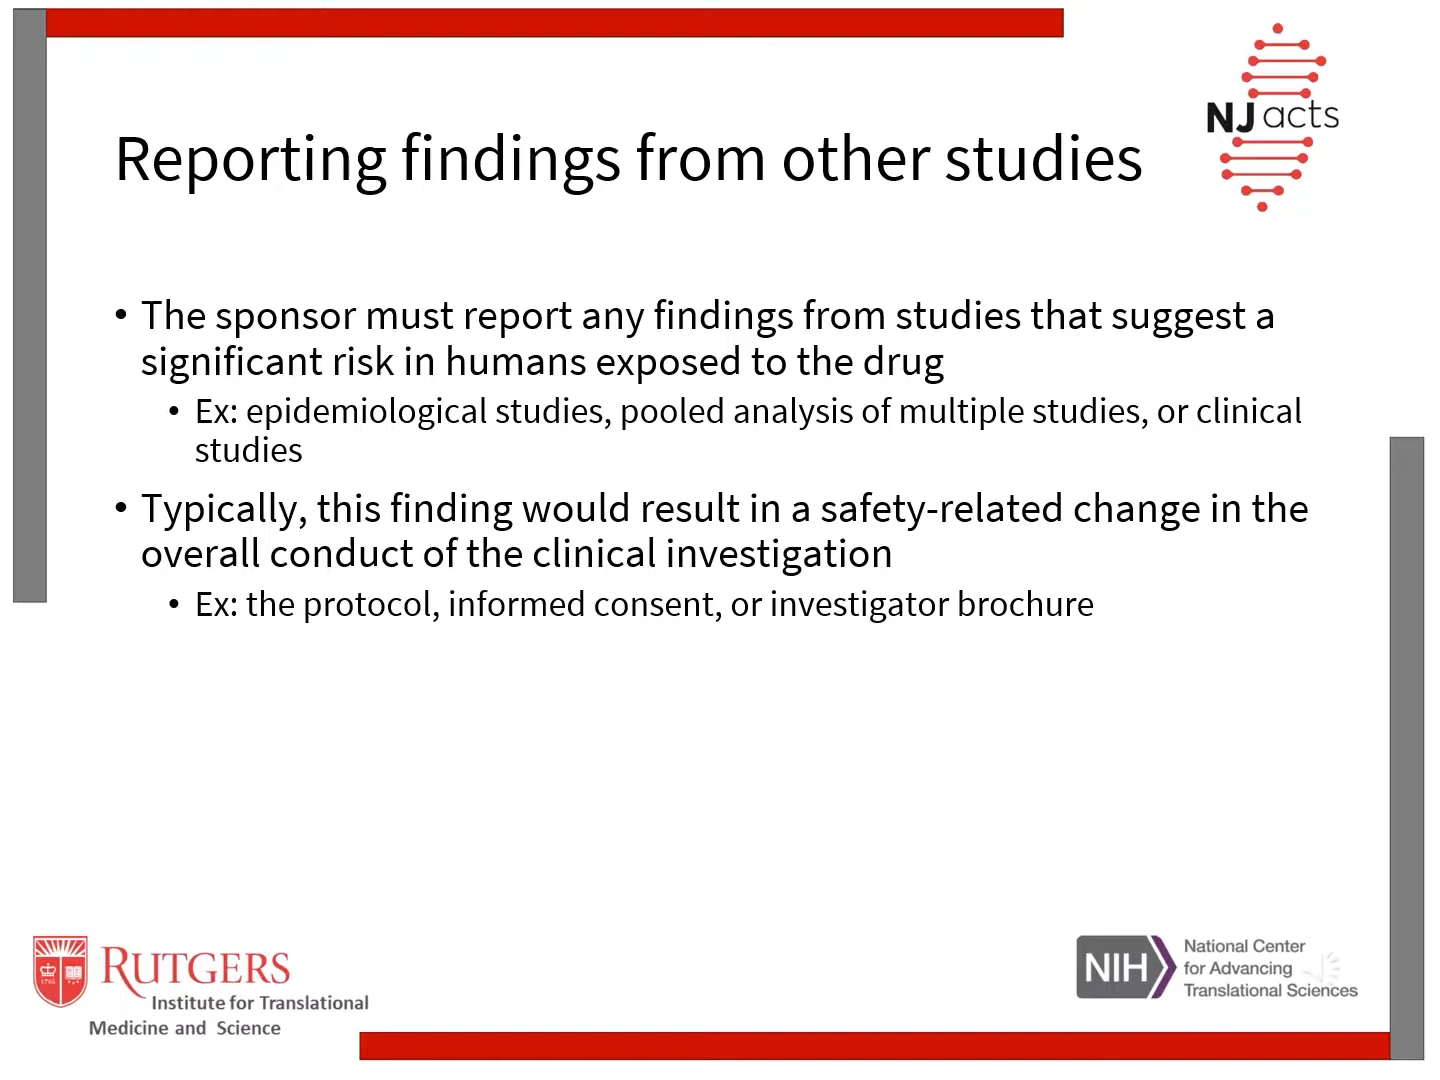 NJ acts
Reporting findings from other studies
• The sponsor must report any findings from studies that suggest a
significant risk in humans exposed to the drug
• Ex: epidemiological studies, pooled analysis of multiple studies, or clinical
studies
• Typically, this finding would result in a safety-related change in the
overall conduct of the clinical investigation
• Ex: the protocol, informed consent, or investigator brochure
1766
RUTGERS
Institute for Translational
Medicine and Science
NIH
National Center
for Advancing
Translational Sciences